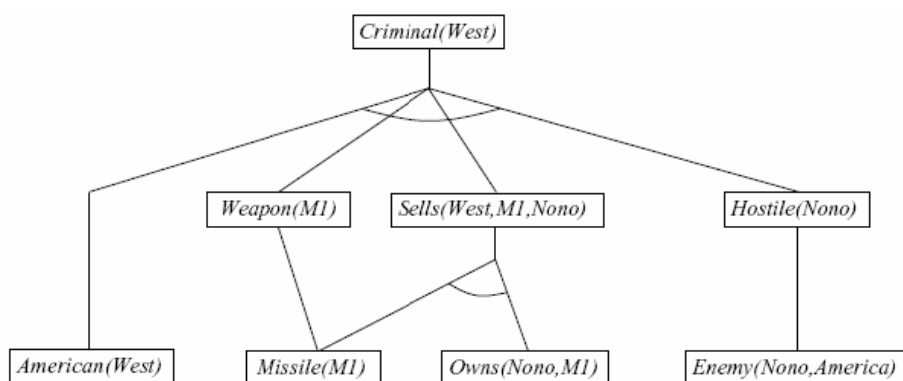 Criminal(West)
Weapon(M1)
Sells(West,M1,Nono)
Hostile(Nono)
American(West)
Missile(M1)
Owns(Nono,M1)
Enemy(Nono,America)